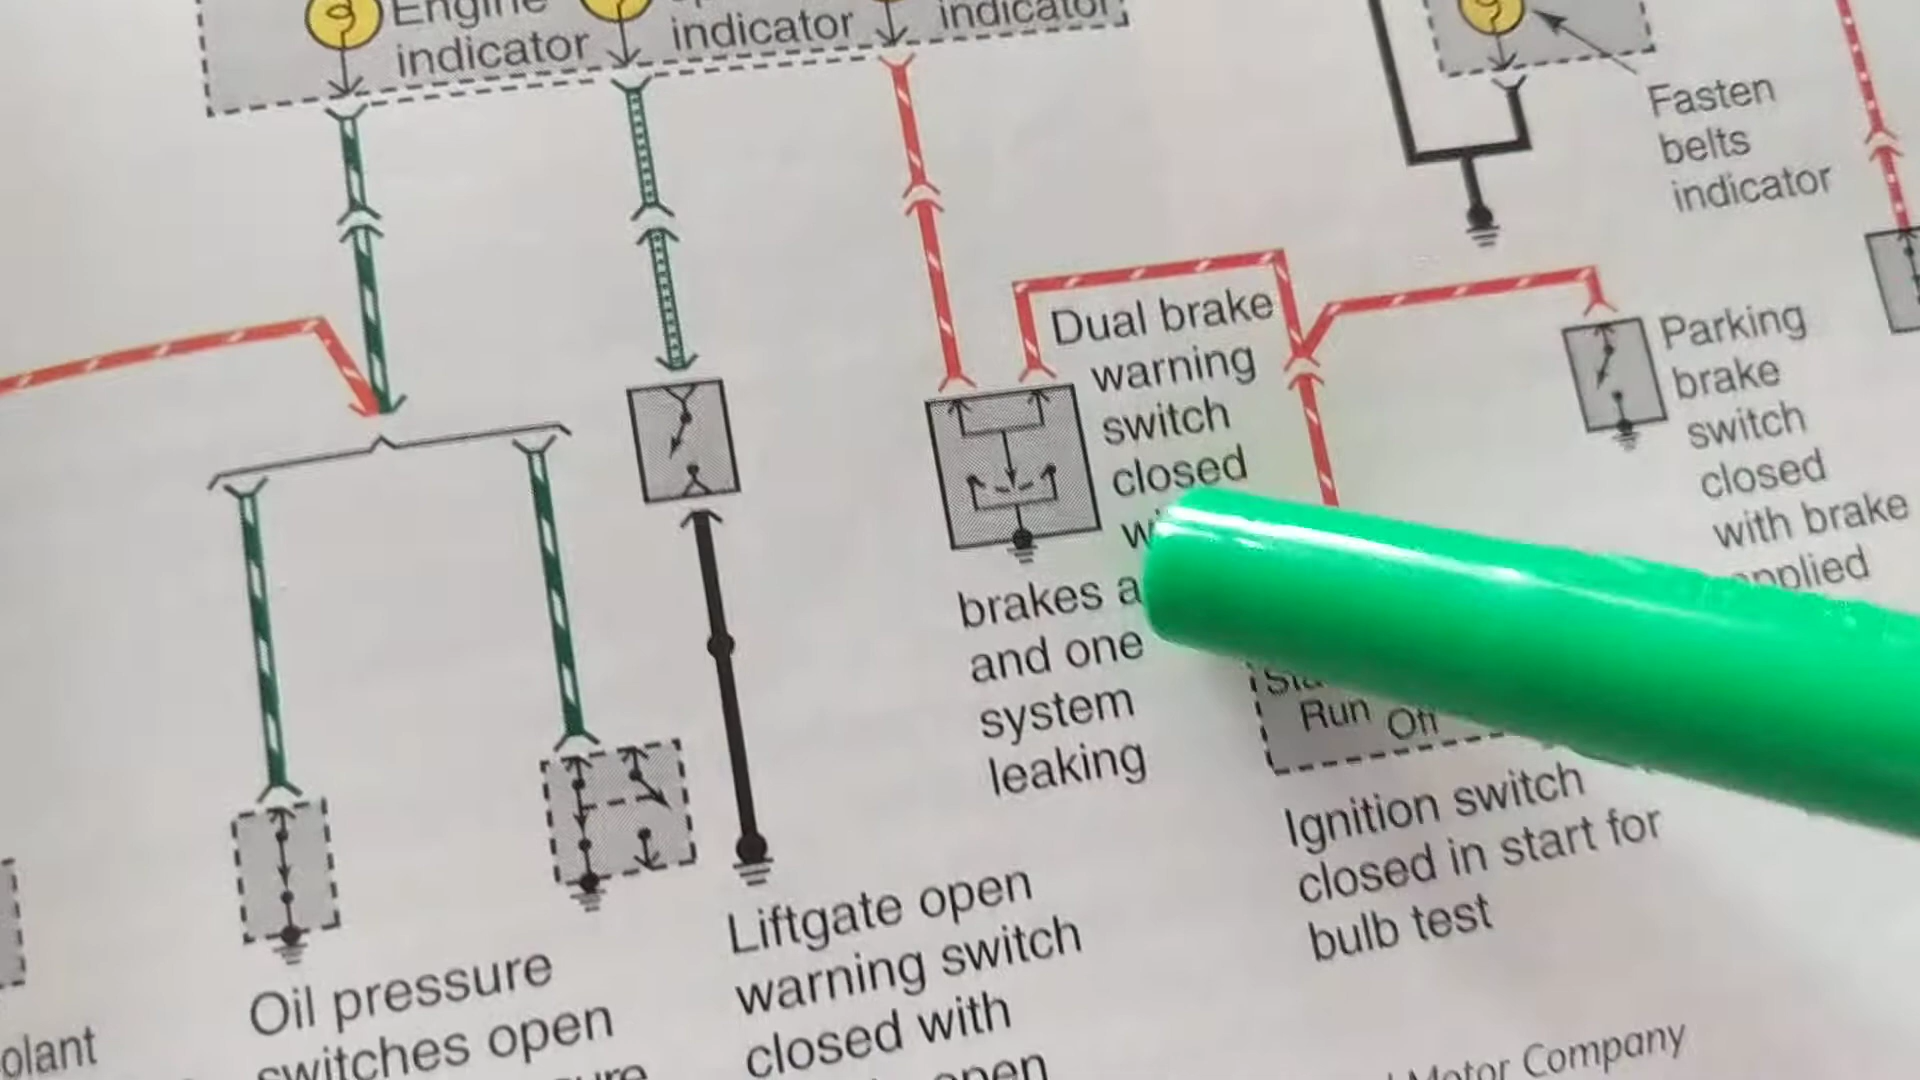 Engine
indicator
indicator
indicator
Fasten
belts
indicator
Dual brake
warning
switch
closed
brakes
and one
system
leaking
Parking
brake
switch
closed
with brake
applied
Run Off
Ignition switch
closed in start for
bulb test
Liftgate open
warning switch
closed with
open
Oil pressure
switches open
Motor Company